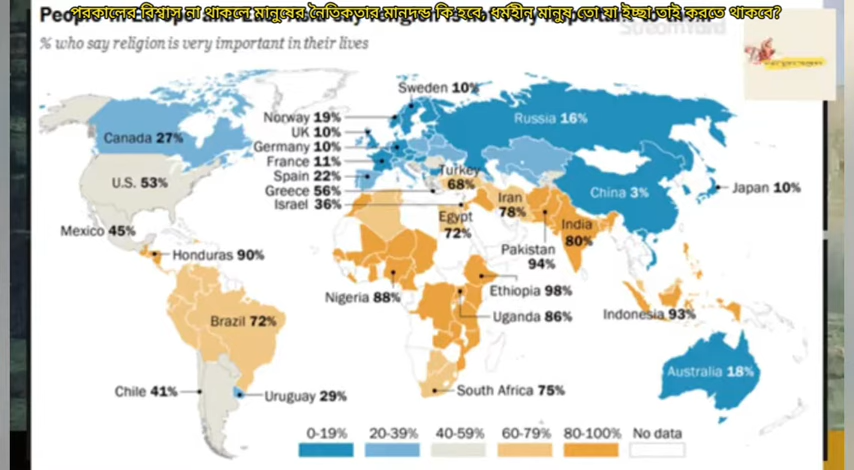 পরকালের বিশ্বাস না থাকলে মানুষের নৈতিকতার মানদন্ড কি হবে, ধর্মহীন মানুষ তো যা ইচ্ছা তাই করতে থাকবে?
% who say religion is very important in their lives
Sweden 10%
Norway 19%
UK 10%
Germany 10%
France 11%
Spain 22%
Greece 56%
Israel 36%
Russia 16%
Canada 27%
U.S. 53%
Mexico 45%
Honduras 90%
Turkey
68%
Iran
78%
China 3%
Japan 10%
Egypt
72%
India
80%
Pakistan
94%
Nigeria 88%
Ethiopia 98%
Uganda 86%
Indonesia 93%
Brazil 72%
Australia 18%
Chile 41%
Uruguay 29%
South Africa 75%
0-19% 20-39% 40-59% 60-79% 80-100% No data